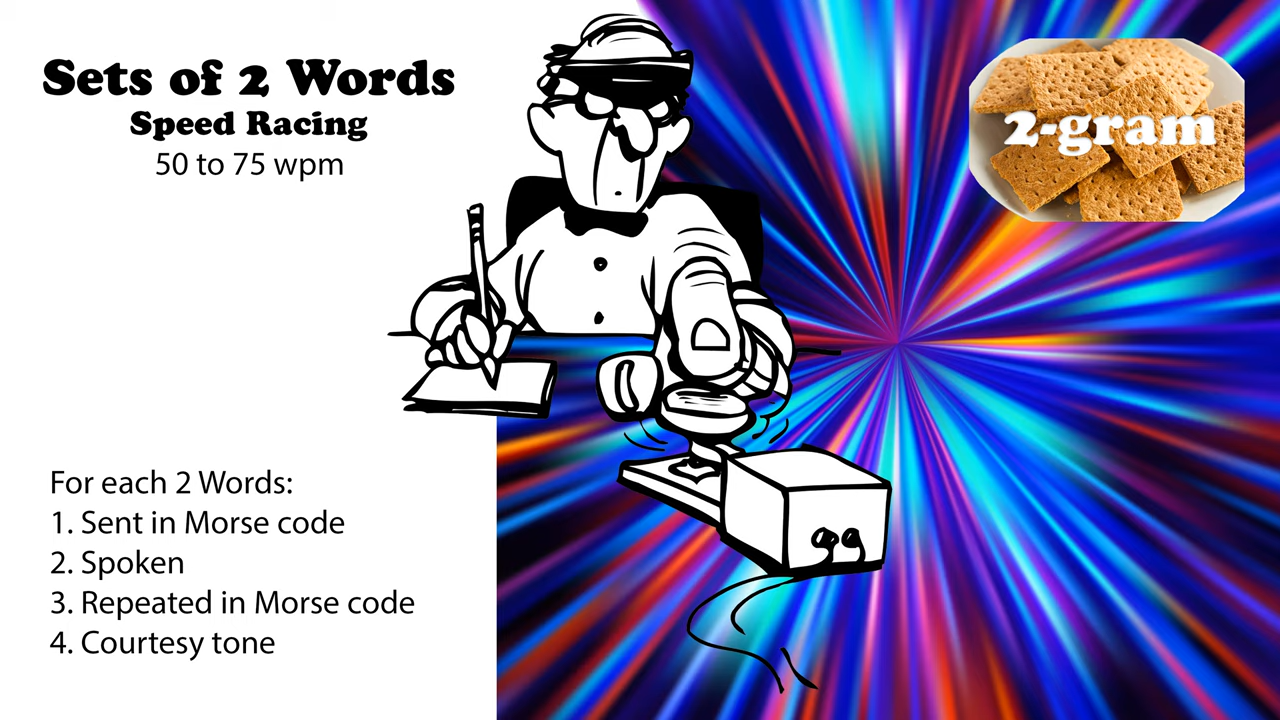 Sets of 2 Words
Speed Racing
50 to 75 wpm
2-gram
For each 2 Words:
1. Sent in Morse code
2. Spoken
3. Repeated in Morse code
4. Courtesy tone